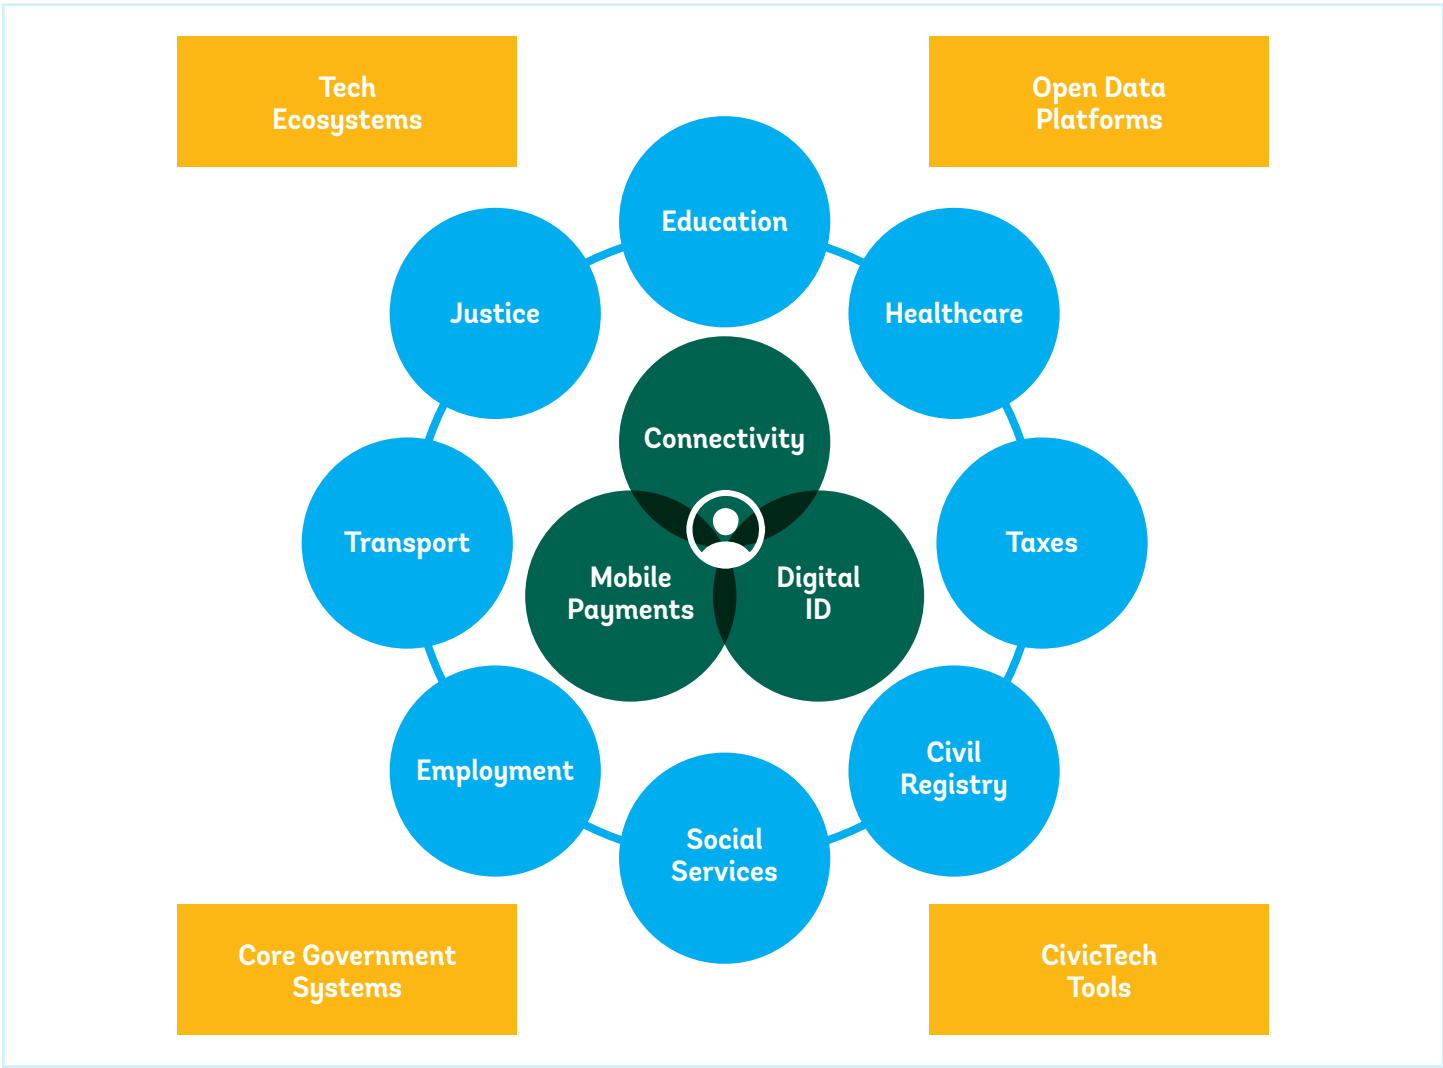 Tech
Ecosystems
Open Data
Platforms
Education
Justice
Healthcare
Connectivity
Transport
Taxes
Mobile
Payments
Digital
ID
Employment
Civil
Registry
Social
Services
Core Government
Systems
CivicTech
Tools